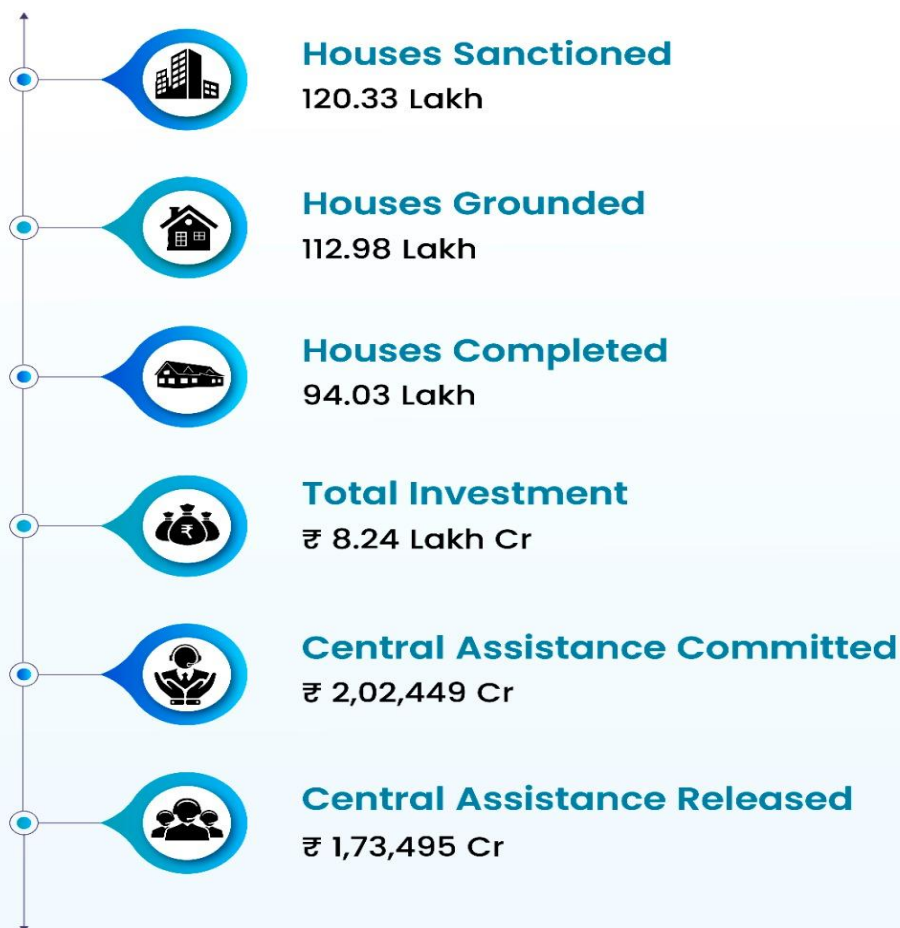 Houses Sanctioned
120.33 Lakh
Houses Grounded
112.98 Lakh
Houses Completed
94.03 Lakh
Total Investment
₹ 8.24 Lakh Cr
Central Assistance Committed
₹ 2,02,449 Cr
Central Assistance Released
₹ 1,73,495 Cr